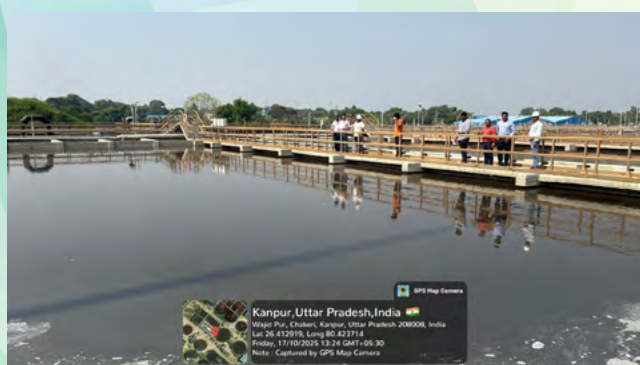 GPS Map Camera
Kanpur,Uttar Pradesh,India
Wajid Pur, Chakeri, Kanpur, Uttar Pradesh 208008, India
Lat 26.412919, Long 80.423714
Friday, 17/10/2025 13:24 GMT+05:30
Note : Captured by GPS Map Camera